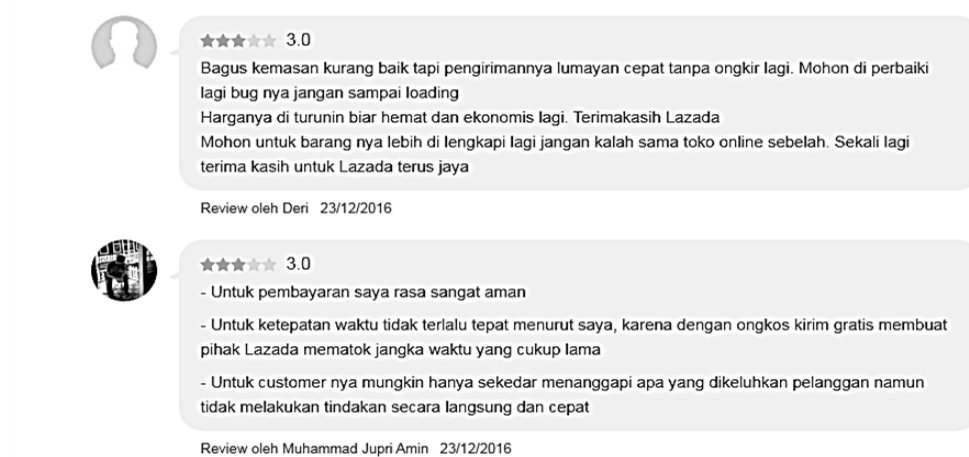 3.0
Bagus kemasan kurang baik tapi pengirimannya lumayan cepat tanpa ongkir lagi. Mohon di perbaiki
lagi bug nya jangan sampai loading
Harganya di turunin biar hemat dan ekonomis lagi. Terimakasih Lazada
Mohon untuk barang nya lebih di lengkapi lagi jangan kalah sama toko online sebelah. Sekali lagi
terima kasih untuk Lazada terus jaya
Review oleh Deri 23/12/2016
3.0
- Untuk pembayaran saya rasa sangat aman
- Untuk ketepatan waktu tidak terlalu tepat menurut saya, karena dengan ongkos kirim gratis membuat
pihak Lazada mematok jangka waktu yang cukup lama
- Untuk customer nya mungkin hanya sekedar menanggapi apa yang dikeluhkan pelanggan namun
tidak melakukan tindakan secara langsung dan cepat
Review oleh Muhammad Jupri Amin 23/12/2016